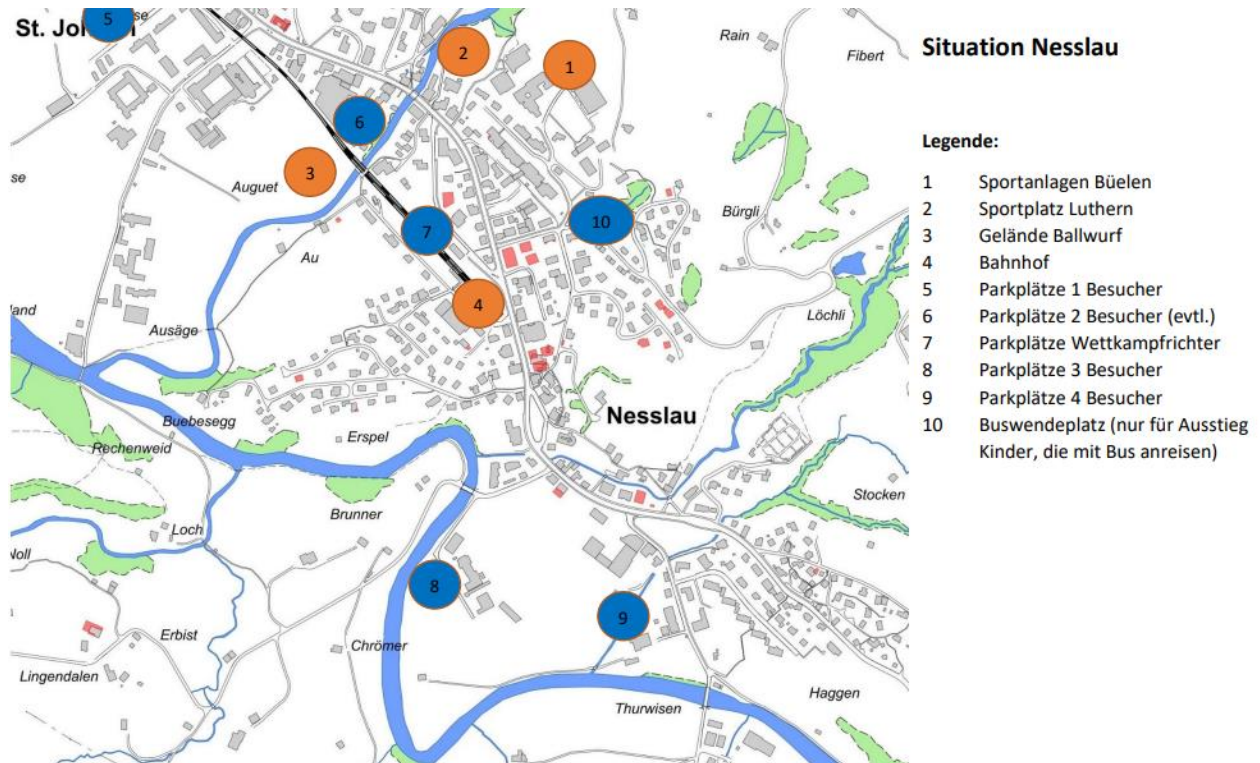 St. Jo
se
5
2
1
Rain
Fibert
6
3
Auguet
se
10
Bürgli
7
Au
4
Löchli
land
Ausäge
Nesslau
Buebesegg
Erspel
Rechenweid
Stocken
Brunner
Loch
8
9
Erbist
Chrömer
Lingendalen
Haggen
Thurwisen
Situation Nesslau
Legende:
1 Sportanlagen Büelen
2 Sportplatz Luthern
3 Gelände Ballwurf
4 Bahnhof
5 Parkplätze 1 Besucher
6 Parkplätze 2 Besucher (evtl.)
7 Parkplätze Wettkampfrichter
8 Parkplätze 3 Besucher
9 Parkplätze 4 Besucher
10 Buswendeplatz (nur für Ausstieg
Kinder, die mit Bus anreisen)